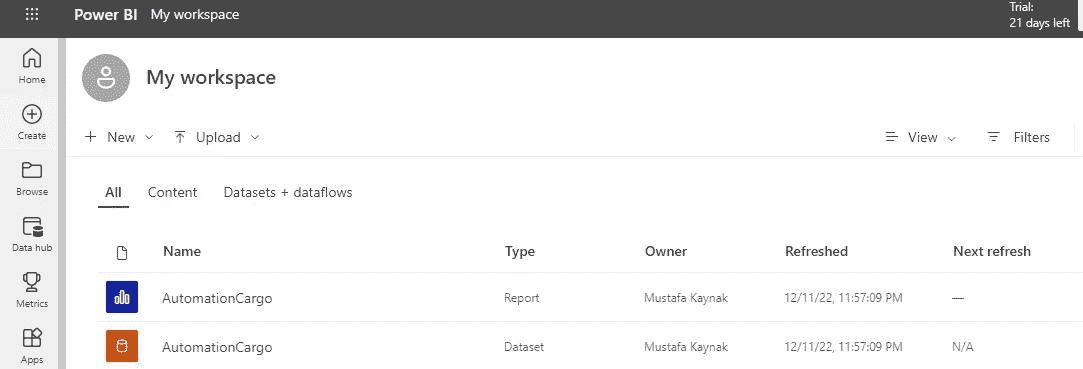 Power BI My workspace
Trial:
21 days left
Home
Create
Browse
Data hub
Metrics
Apps
My workspace
New Upload View Filters
All Content Datasets + dataflows
Name Type Owner Refreshed Next refresh
AutomationCargo Report Mustafa Kaynak 12/11/22, 11:57:09 PM —
AutomationCargo Dataset Mustafa Kaynak 12/11/22, 11:57:09 PM N/A